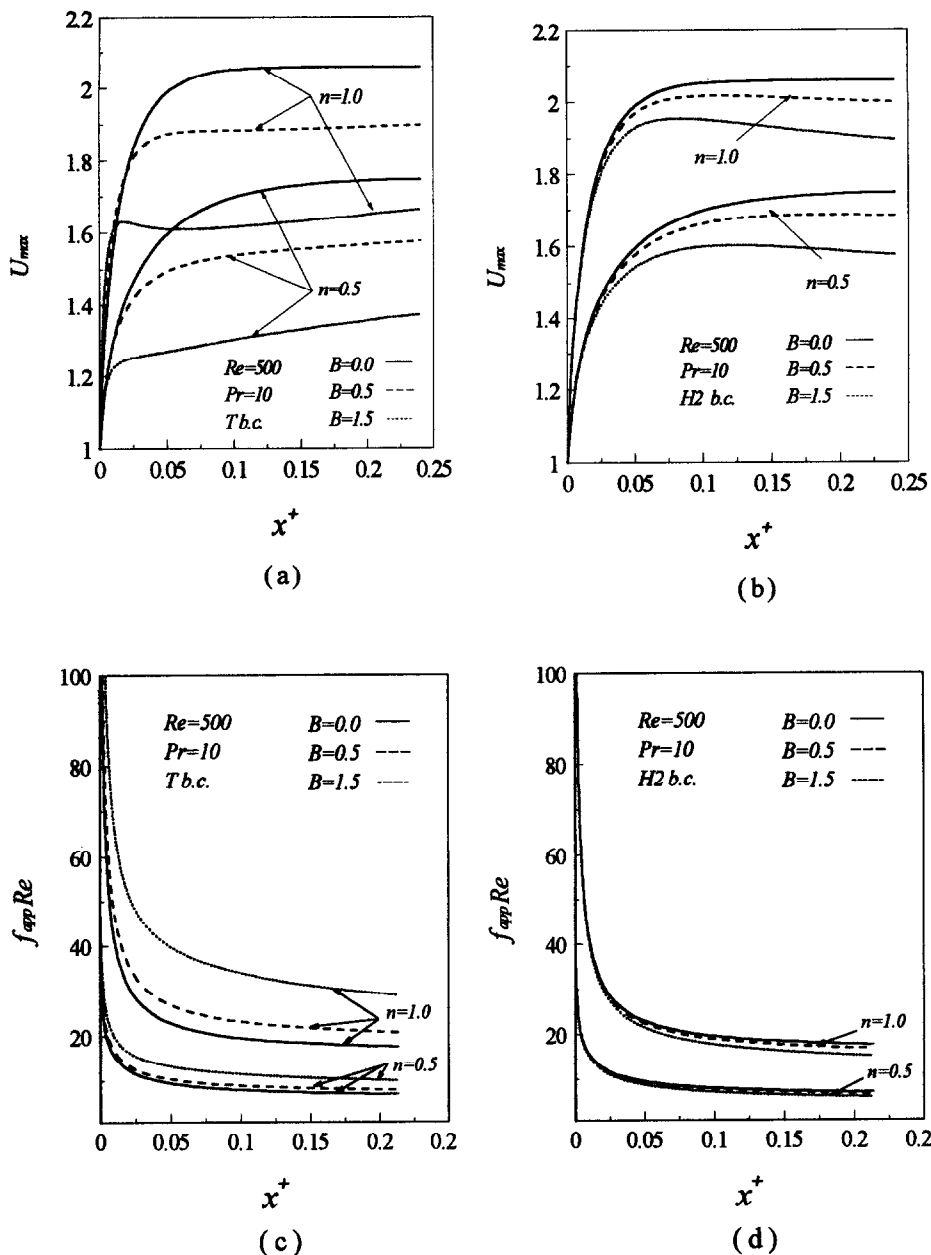 2.2
2
1.8
1.6
1.4
1.2
1
U_max
n=1.0
n=0.5
Re=500 B=0.0
Pr=10 B=0.5
T b.c. B=1.5
0 0.05 0.1 0.15 0.2 0.25
x^+
(a)
2.2
2
1.8
1.6
1.4
1.2
1
U_max
n=1.0
n=0.5
Re=500 B=0.0
Pr=10 B=0.5
H2 b.c. B=1.5
0 0.05 0.1 0.15 0.2 0.25
x^+
(b)
100
80
60
40
20
f_app Re
Re=500 B=0.0
Pr=10 B=0.5
T b.c. B=1.5
n=1.0
n=0.5
0 0.05 0.1 0.15 0.2 0.2
x^+
(c)
100
80
60
40
20
f_app Re
Re=500 B=0.0
Pr=10 B=0.5
H2 b.c. B=1.5
n=1.0
n=0.5
0 0.05 0.1 0.15 0.2 0.2
x^+
(d)